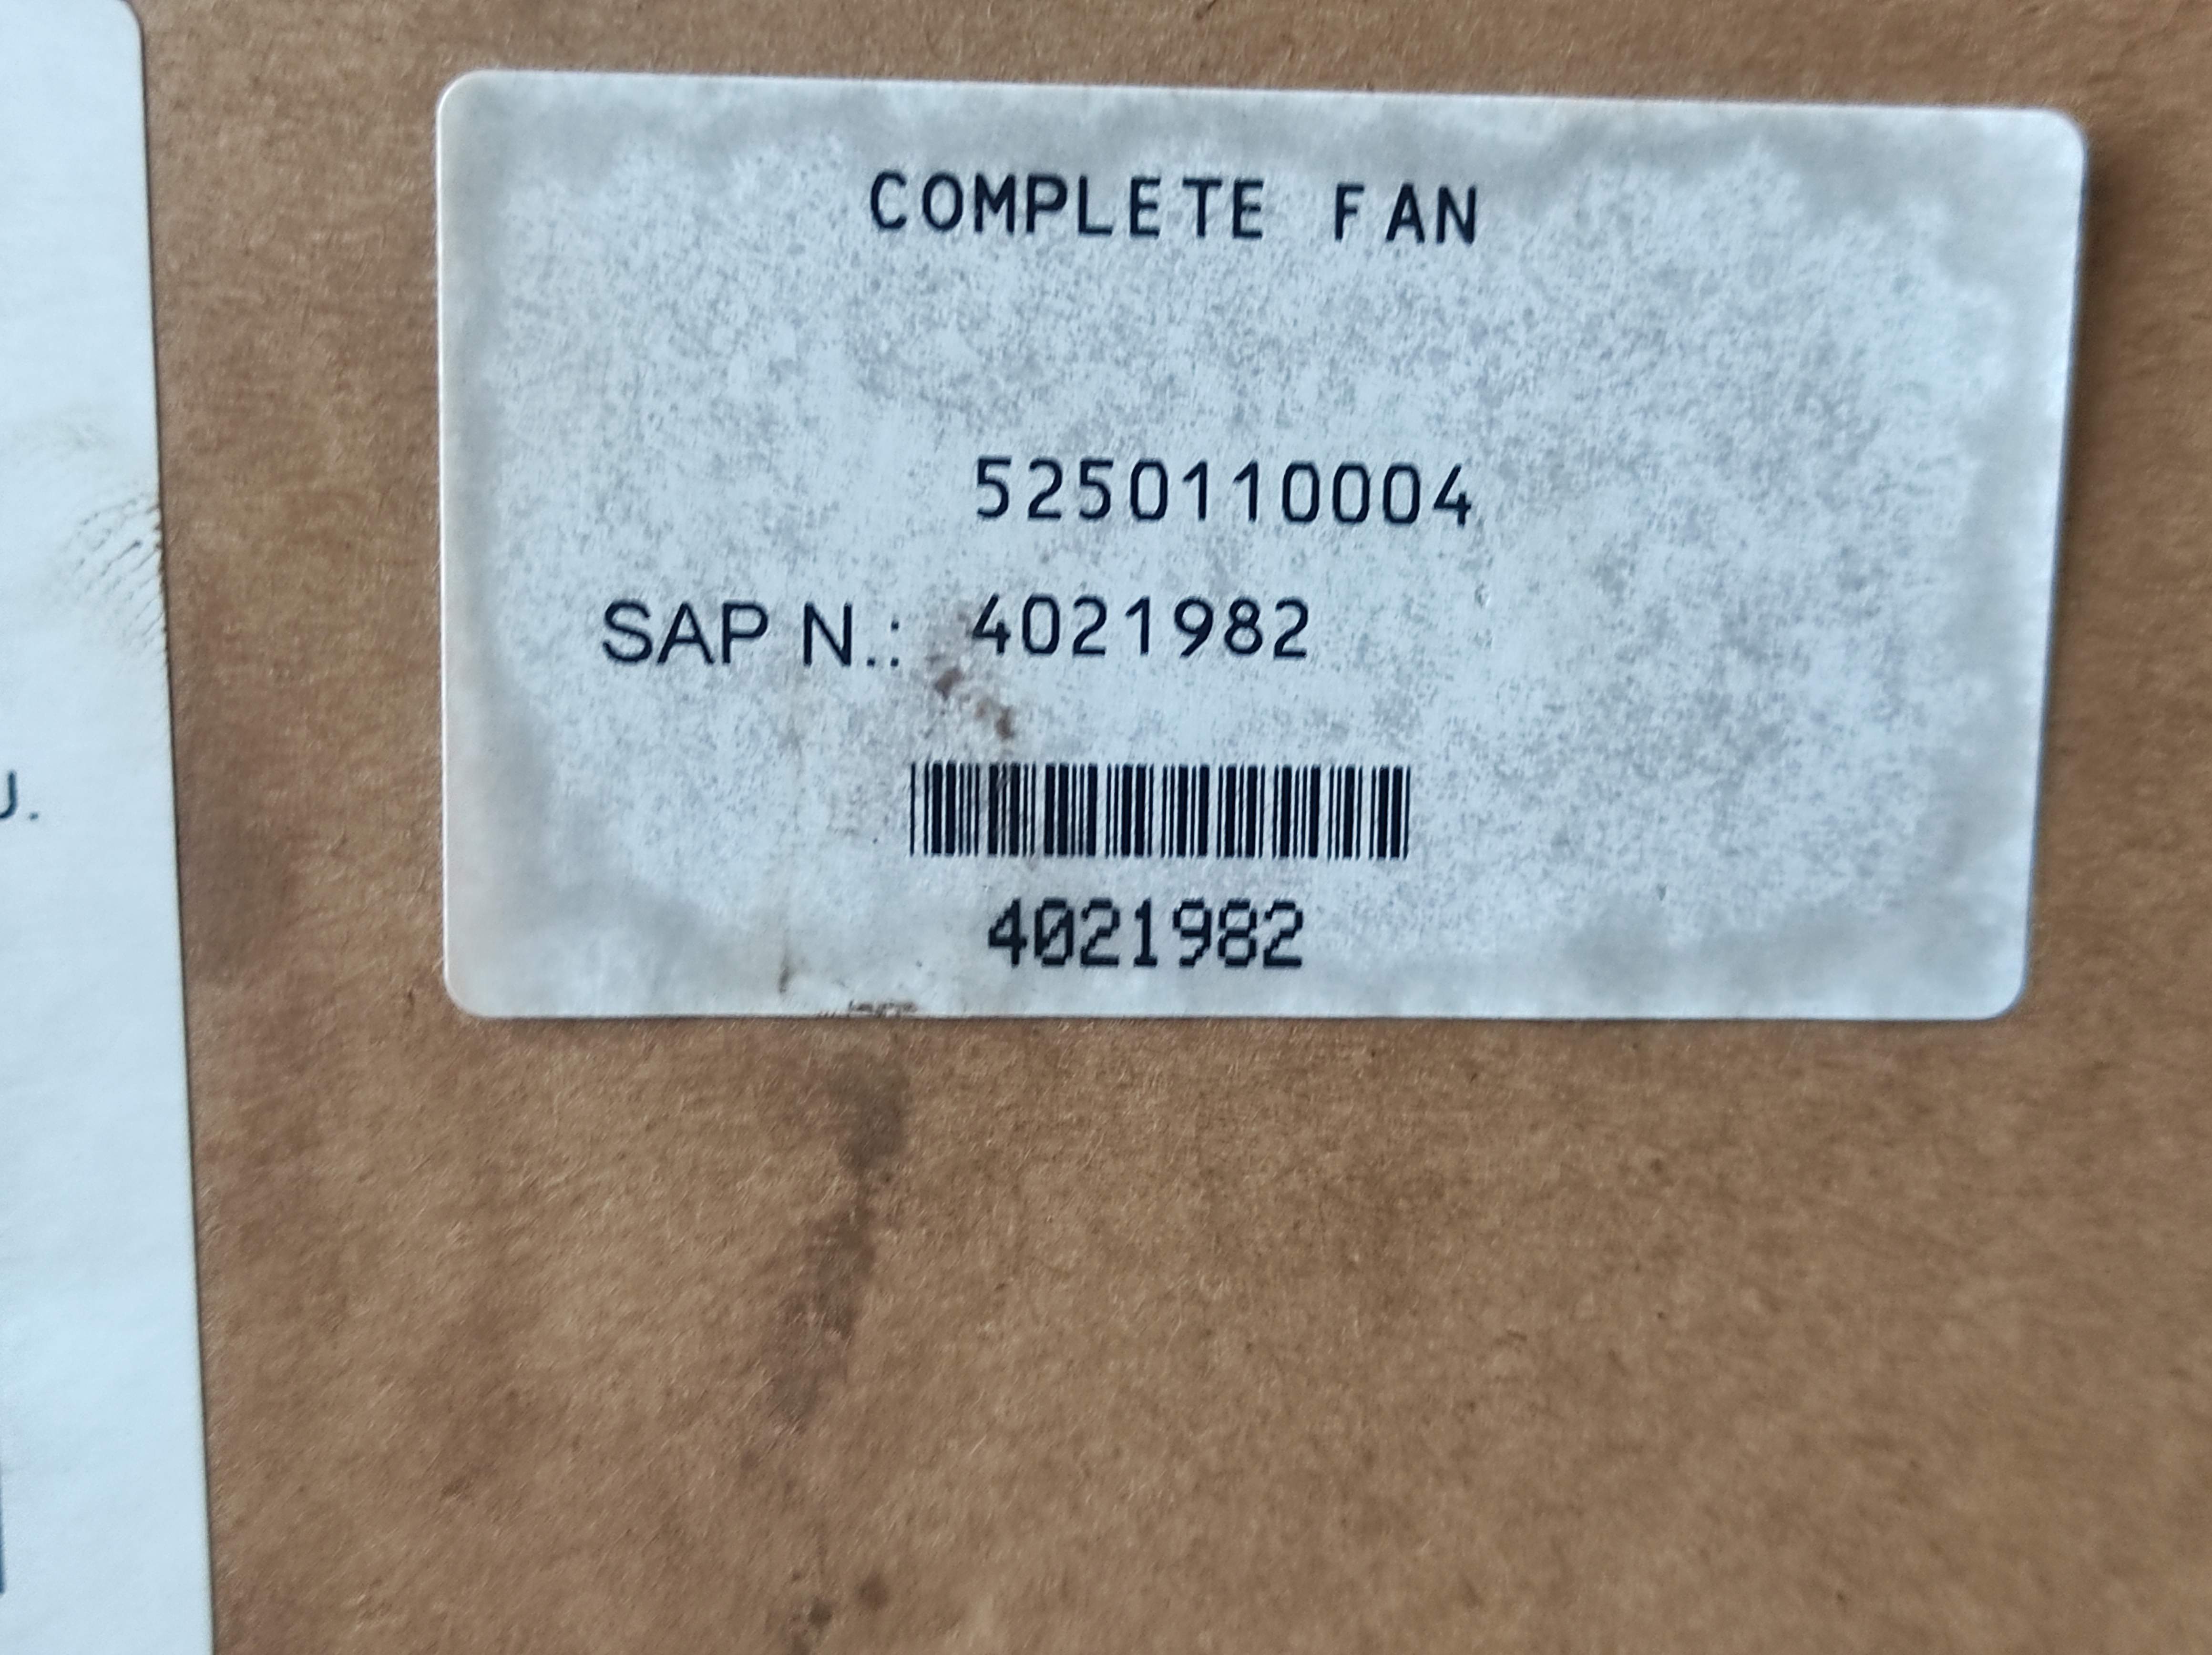 COMPLETE FAN
5250110004
SAP N.: 4021982
4021982